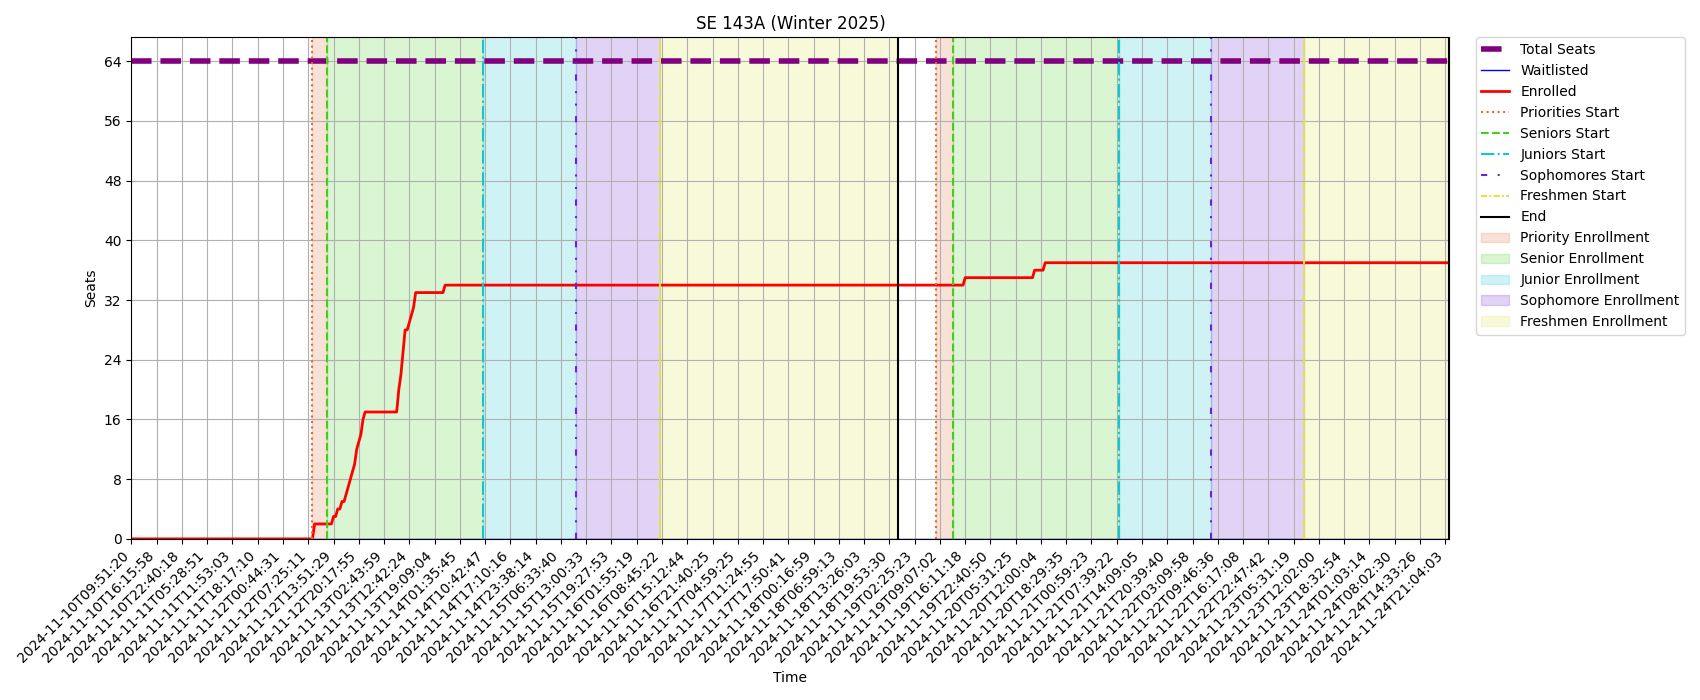 SE 143A (Winter 2025)
Seats
64
56
48
40
32
24
16
8
0
2024-11-10T09:51:20
2024-11-10T16:15:58
2024-11-10T22:40:18
2024-11-11T05:28:51
2024-11-11T11:53:03
2024-11-11T18:17:10
2024-11-12T00:44:31
2024-11-12T07:25:11
2024-11-12T13:51:29
2024-11-12T20:17:55
2024-11-13T02:43:59
2024-11-13T12:42:24
2024-11-13T19:09:04
2024-11-14T01:35:45
2024-11-14T10:42:47
2024-11-14T17:10:16
2024-11-14T23:38:14
2024-11-15T06:33:40
2024-11-15T13:00:33
2024-11-15T19:27:53
2024-11-16T01:55:19
2024-11-16T08:45:22
2024-11-16T15:12:44
2024-11-16T21:40:25
2024-11-17T04:59:25
2024-11-17T11:24:55
2024-11-17T17:50:41
2024-11-18T00:16:59
2024-11-18T06:59:13
2024-11-18T13:26:03
2024-11-18T19:53:30
2024-11-19T02:25:23
2024-11-19T09:07:02
2024-11-19T16:11:18
2024-11-19T22:40:50
2024-11-20T05:31:25
2024-11-20T12:00:04
2024-11-20T18:29:35
2024-11-21T00:59:23
2024-11-21T07:39:22
2024-11-21T14:09:05
2024-11-21T20:39:40
2024-11-22T03:09:58
2024-11-22T09:46:36
2024-11-22T16:17:08
2024-11-22T22:47:42
2024-11-23T05:31:19
2024-11-23T12:02:00
2024-11-23T18:32:54
2024-11-24T01:03:14
2024-11-24T08:02:30
2024-11-24T14:33:26
2024-11-24T21:04:03
Time
Total Seats
Waitlisted
Enrolled
Priorities Start
Seniors Start
Juniors Start
Sophomores Start
Freshmen Start
End
Priority Enrollment
Senior Enrollment
Junior Enrollment
Sophomore Enrollment
Freshmen Enrollment